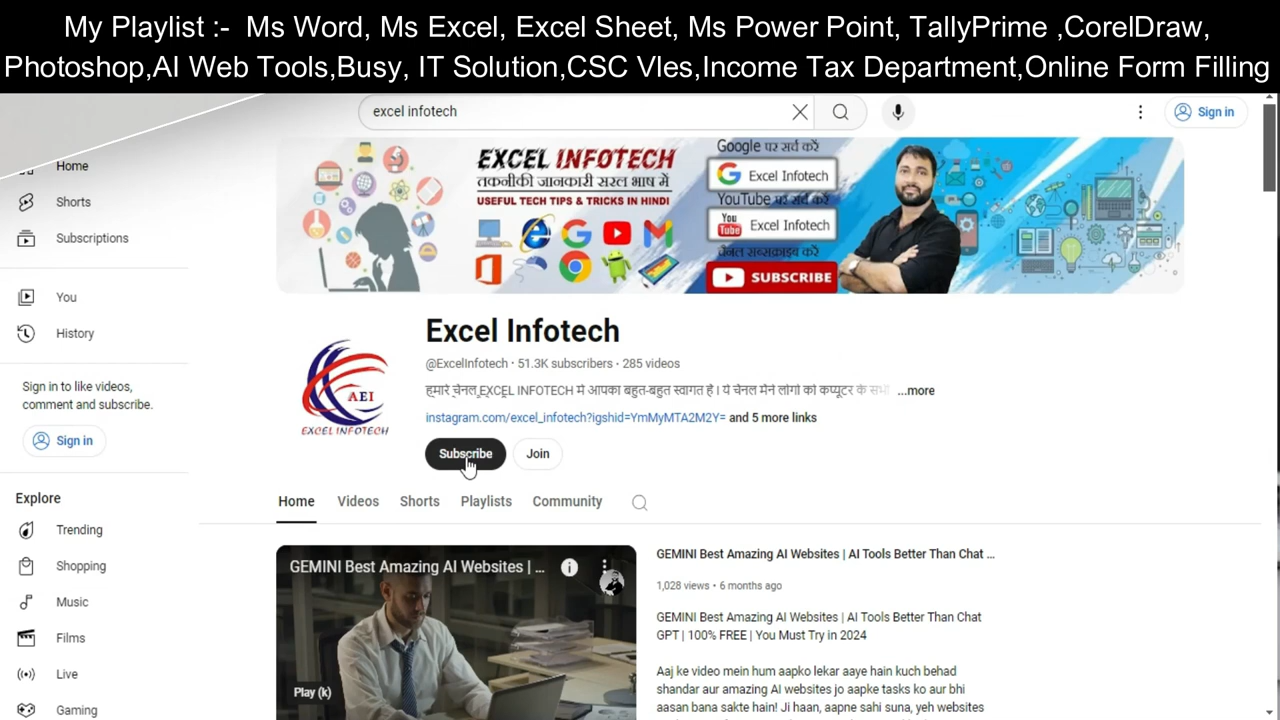 My Playlist :-  Ms Word, Ms Excel, Excel Sheet, Ms Power Point, TallyPrime ,CorelDraw,
Photoshop,AI Web Tools,Busy, IT Solution,CSC Vles,Income Tax Department,Online Form Filling
excel infotech
Sign in
Home
Shorts
Subscriptions
You
History
Sign in to like videos,
comment and subscribe.
Sign in
Explore
Trending
Shopping
Music
Films
Live
Gaming
EXCEL INFOTECH
तकनीकी जानकारी सरल भाष में
USEFUL TECH TIPS & TRICKS IN HINDI
Google पर सर्च करें
Excel Infotech
YouTube पर सर्च करें
You
Tube
Excel Infotech
चैनल सब्सक्राइब करें
SUBSCRIBE
AEI
EXCEL INFOTECH
Excel Infotech
@ExcelInfotech · 51.3K subscribers · 285 videos
हमारे चैनल EXCEL INFOTECH में आपका बहुत-बहुत स्वागत है। ये चैनल मैंने लोगों को कंप्यूटर के सभी ...more
instagram.com/excel_infotech?igshid=YmMyMTA2M2Y= and 5 more links
Subscribe
Join
Home
Videos
Shorts
Playlists
Community
GEMINI Best Amazing AI Websites | ...
Play (k)
GEMINI Best Amazing AI Websites | AI Tools Better Than Chat ...
1,028 views · 6 months ago
GEMINI Best Amazing AI Websites | AI Tools Better Than Chat
GPT | 100% FREE | You Must Try in 2024
Aaj ke video mein hum aapko lekar aaye hain kuch behad
shandar aur amazing AI websites jo aapke tasks ko aur bhi
aasan bana sakte hain! Ji haan, aapne sahi suna, yeh websites